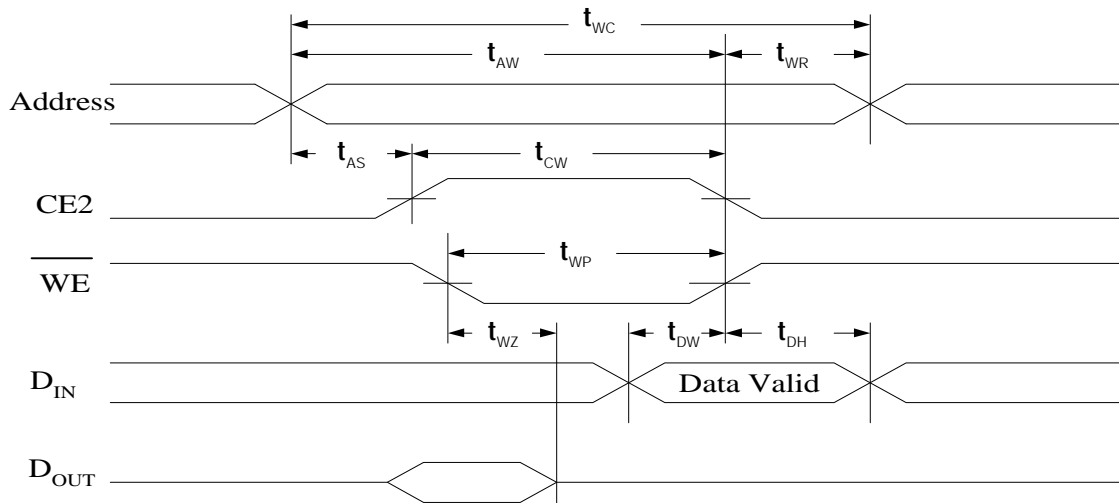 tWC
tAW tWR
Address
tAS tCW
CE2
tWP
WE
tWZ tDW tDH
DIN Data Valid
DOUT